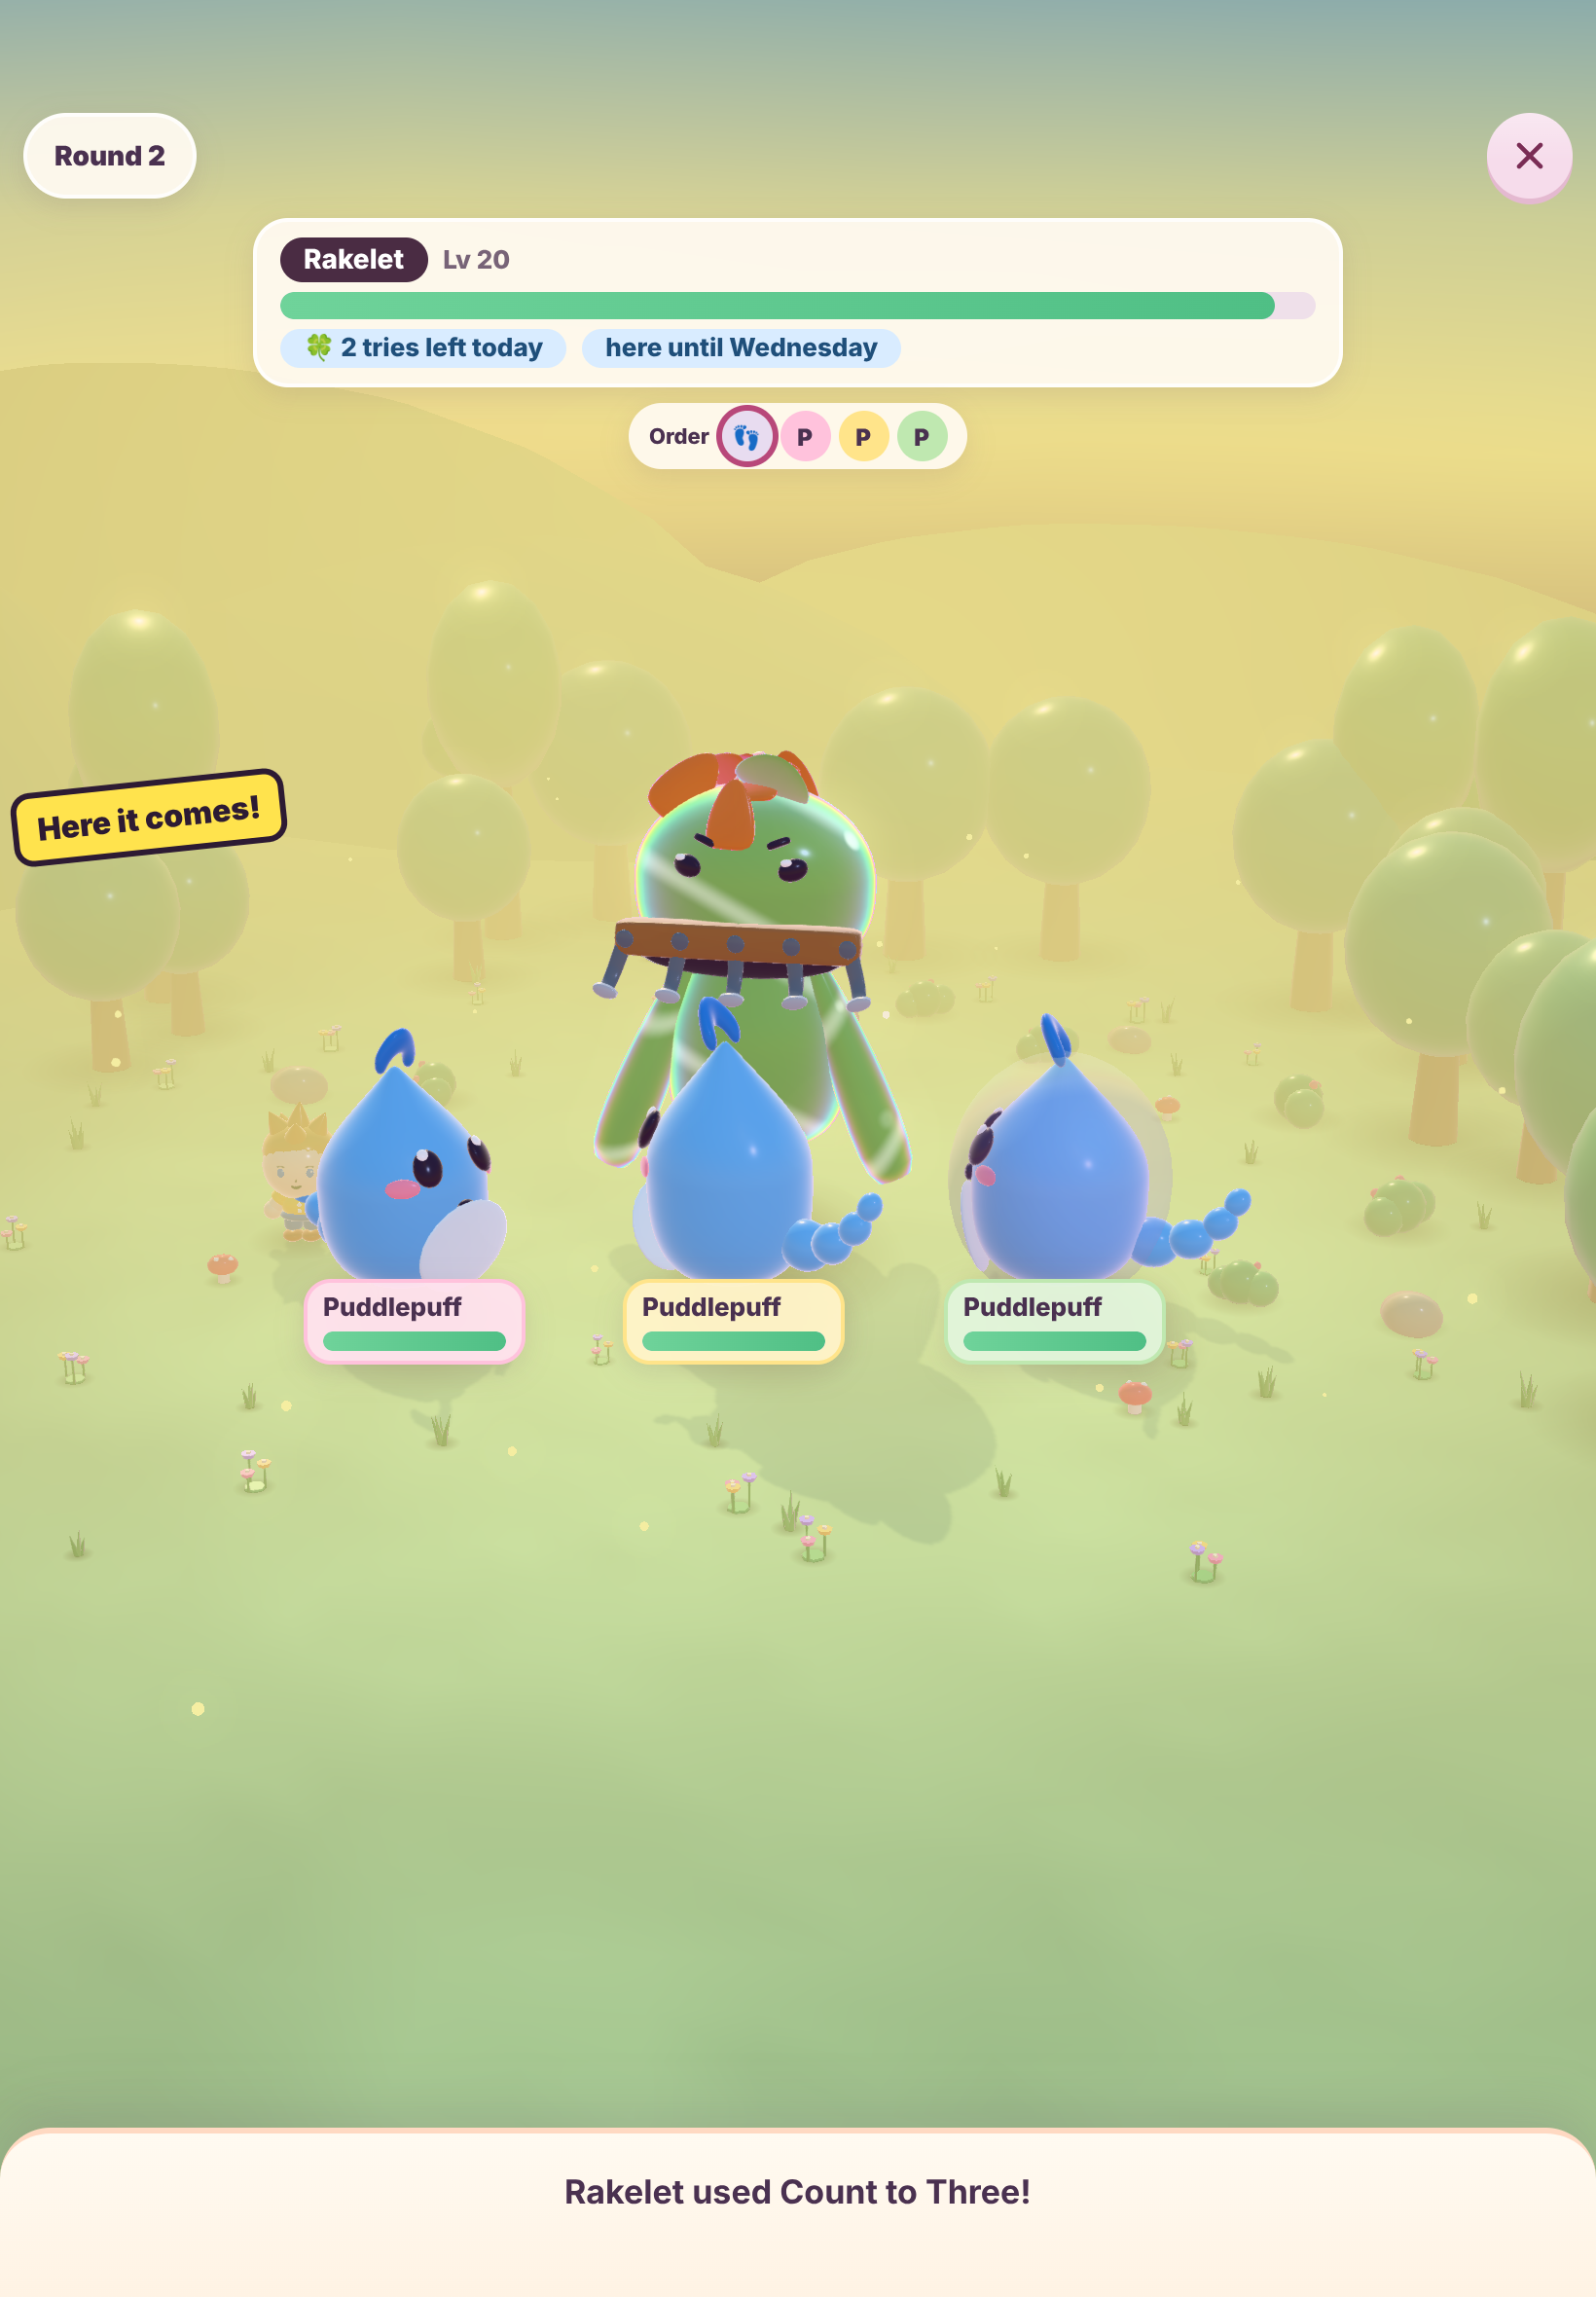 Round 2
Rakelet Lv 20
🍀 2 tries left today here until Wednesday
Order 👣 P P P
Here it comes!
Puddlepuff Puddlepuff Puddlepuff
Rakelet used Count to Three!